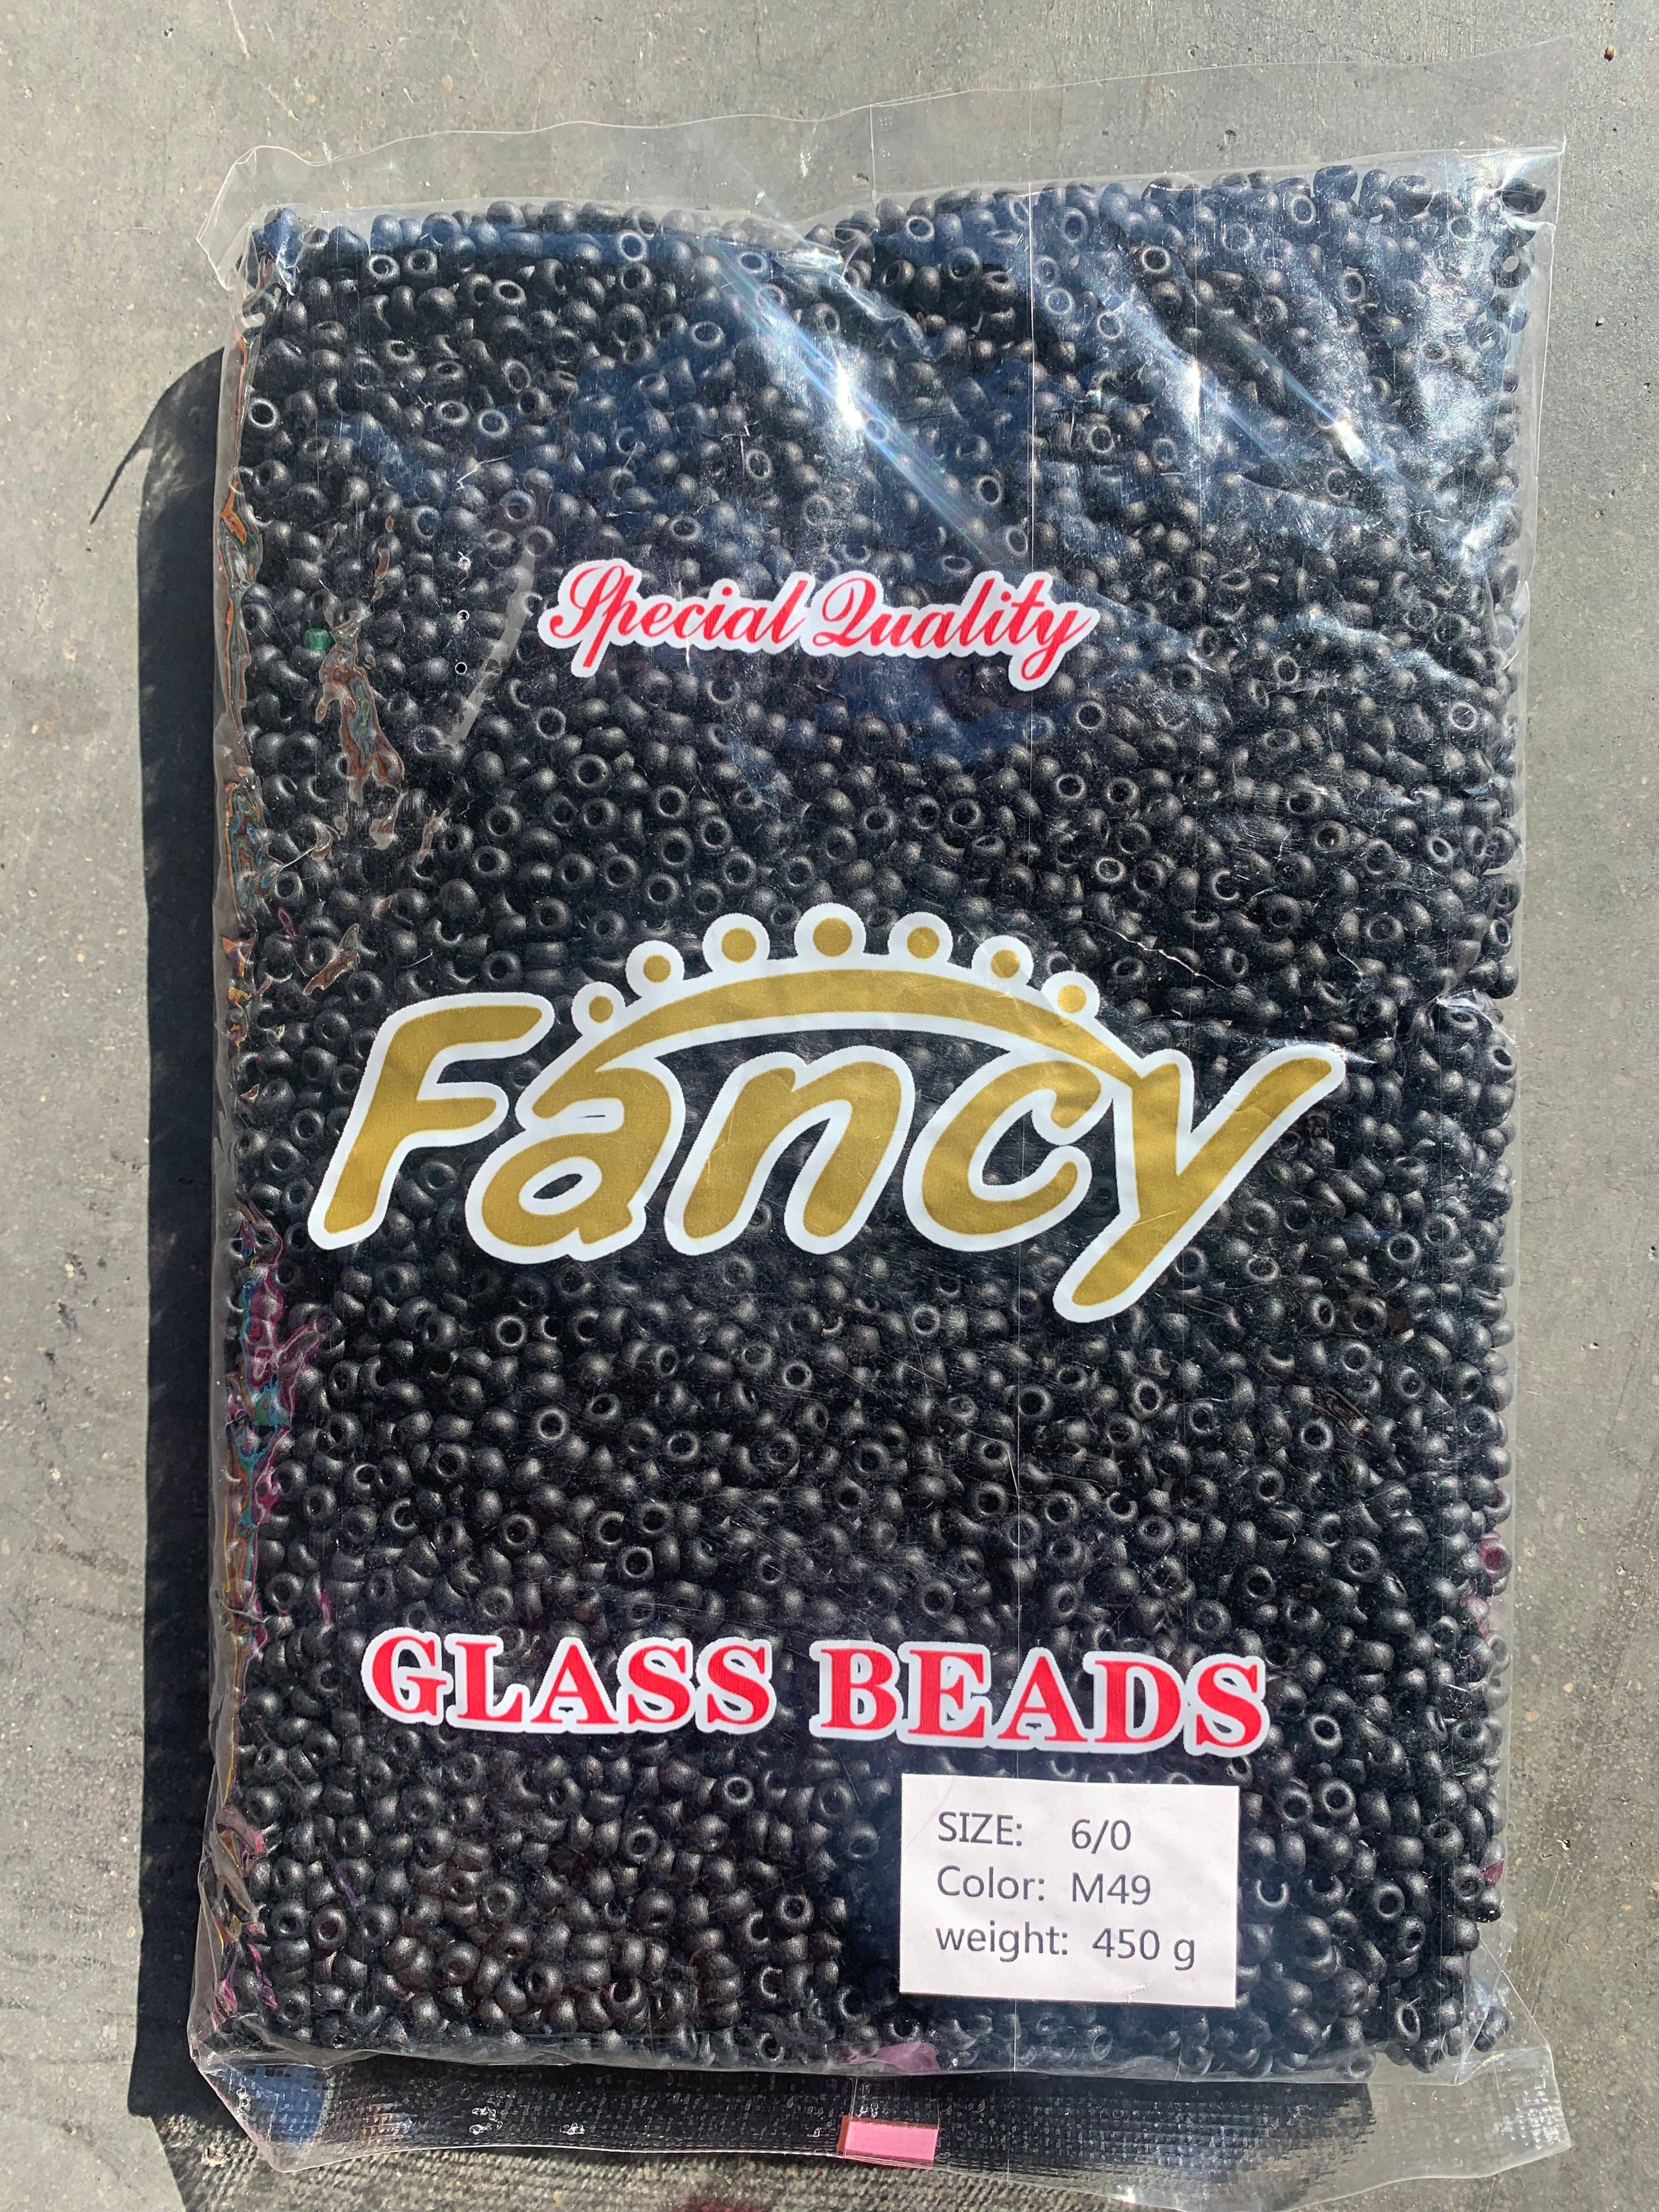 Special Quality
Fancy
GLASS BEADS
SIZE: 6/0
Color: M49
weight: 450 g